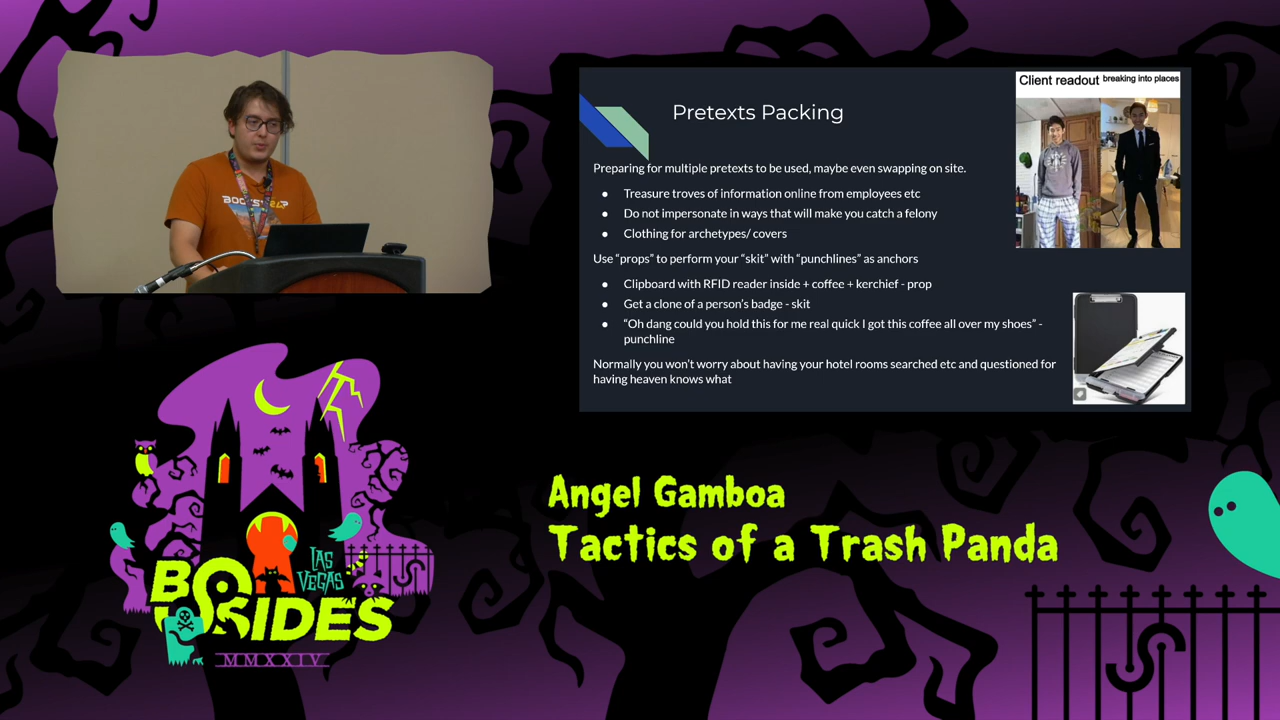 Client readout breaking into places
Pretexts Packing
Preparing for multiple pretexts to be used, maybe even swapping on site.
● Treasure troves of information online from employees etc
● Do not impersonate in ways that will make you catch a felony
● Clothing for archetypes/ covers
Use “props” to perform your “skit” with “punchlines” as anchors
● Clipboard with RFID reader inside + coffee + kerchief - prop
● Get a clone of a person’s badge - skit
● “Oh dang could you hold this for me real quick I got this coffee all over my shoes” -
punchline
Normally you won’t worry about having your hotel rooms searched etc and questioned for
having heaven knows what
Angel Gamboa
Tactics of a Trash Panda
LAS
VEGAS
BSIDES
MMXXIV